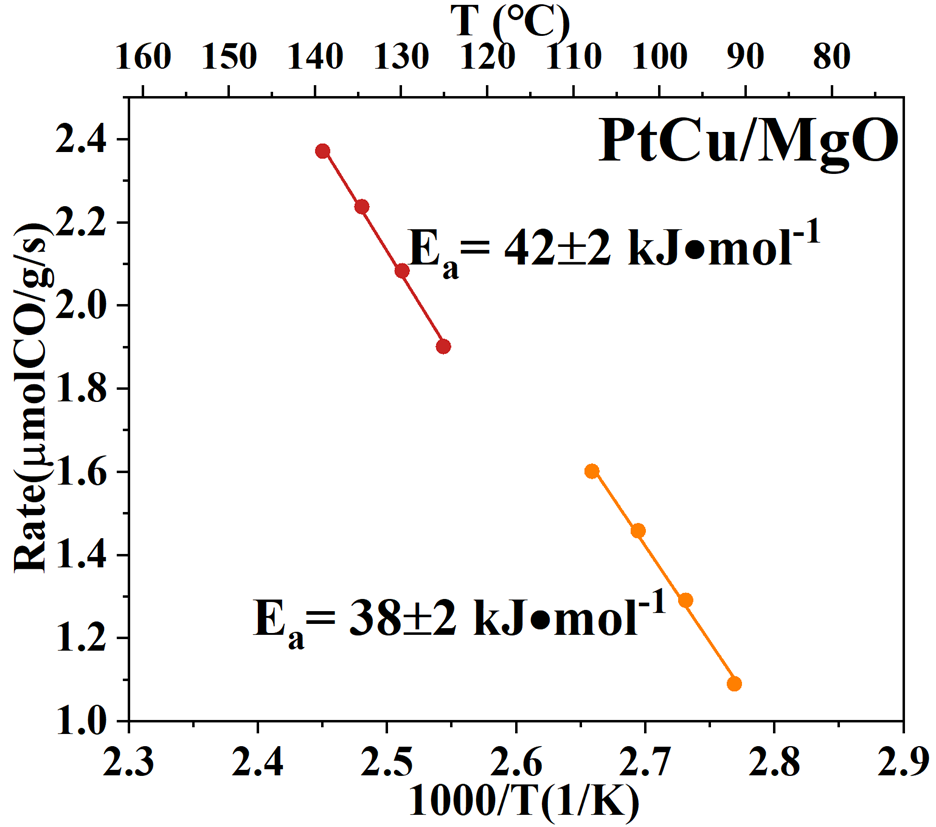 T (℃)
160 150 140 130 120 110 100 90 80
PtCu/MgO
2.4
2.2
2.0
1.8
1.6
1.4
1.2
1.0
Rate(μmolCO/g/s)
Eₐ= 42±2 kJ•mol⁻¹
Eₐ= 38±2 kJ•mol⁻¹
2.3 2.4 2.5 2.6 2.7 2.8 2.9
1000/T(1/K)